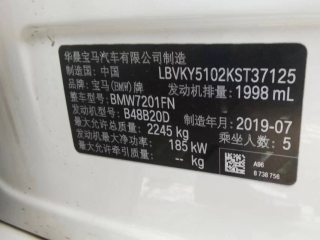 华晨宝马汽车有限公司制造
制造国：中国 LBVKY5102KST37125
品牌：宝马(BMW)牌 发动机排量：1998 mL
整车型号：BMW7201FN
发动机型号：B48B20D 制造年月：2019-07
最大允许总质量：2245 kg 乘坐人数：5
发动机最大净功率：185 kW
最大允许牵引质量：-- kg
A96
8 738 756